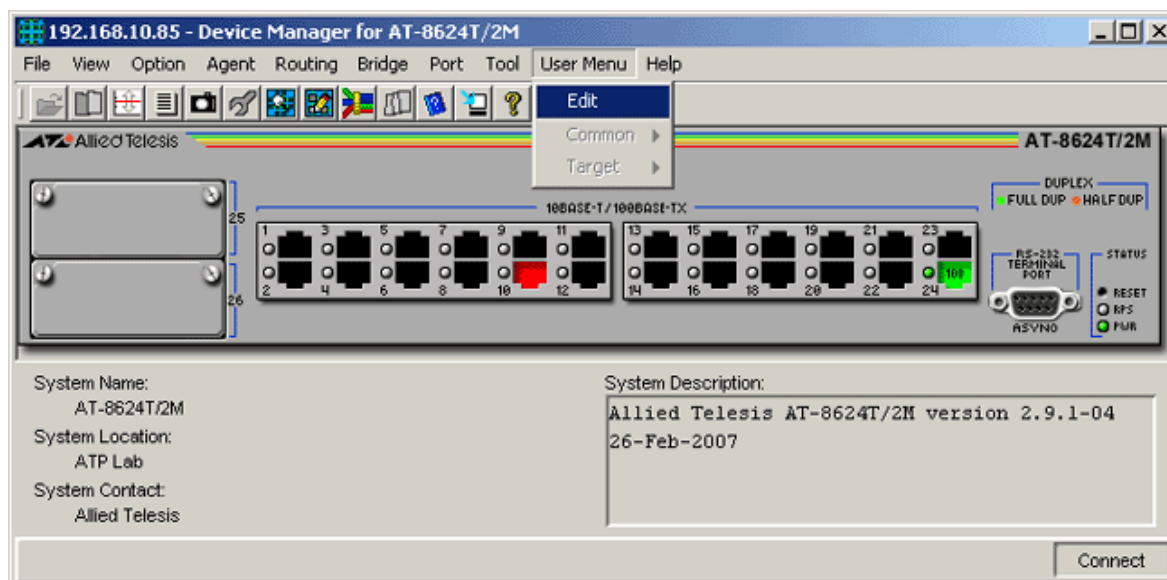 192.168.10.85 - Device Manager for AT-8624T/2M
File View Option Agent Routing Bridge Port Tool User Menu Help
Edit
Common
Target
Allied Telesis
AT-8624T/2M
DUPLEX
FULL DUP HALF DUP
10BASE-T/100BASE-TX
25
26
1 3 5 7 9 11 13 15 17 19 21 23
100
2 4 6 8 10 12 14 16 18 20 22 24
RS-232
TERMINAL
PORT
ASYN0
STATUS
RESET
RPS
PWR
System Name:
AT-8624T/2M
System Location:
ATP Lab
System Contact:
Allied Telesis
System Description:
Allied Telesis AT-8624T/2M version 2.9.1-04
26-Feb-2007
Connect